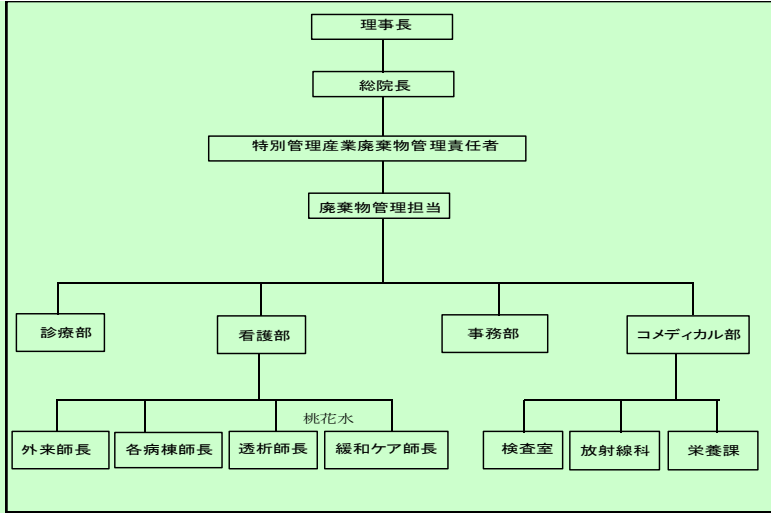 理事長
総院長
特別管理産業廃棄物管理責任者
廃棄物管理担当
診療部
看護部
事務部
コメディカル部
桃花水
外来師長
各病棟師長
透析師長
緩和ケア師長
検査室
放射線科
栄養課